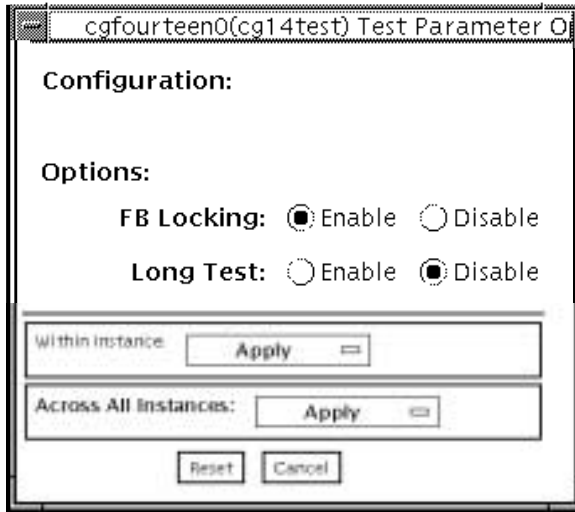 cgfourteen0(cg14test) Test Parameter O
Configuration:
Options:
FB Locking: Enable Disable
Long Test: Enable Disable
Within Instance: Apply
Across All Instances: Apply
Reset Cancel